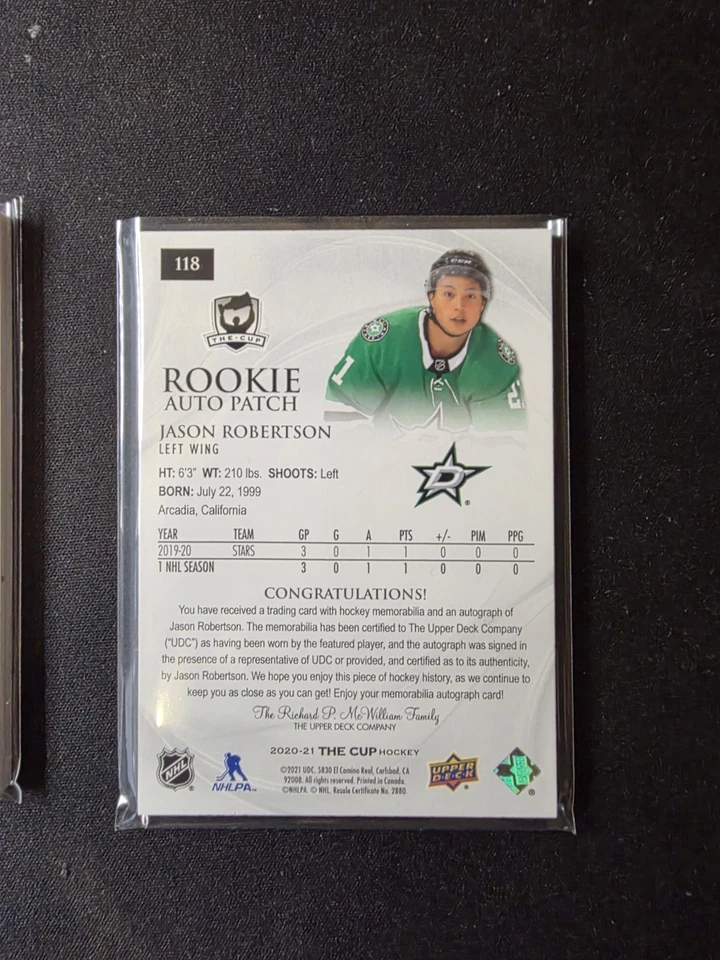 118
THE·CUP
ROOKIE
AUTO PATCH
JASON ROBERTSON
LEFT WING
HT: 6'3" WT: 210 lbs. SHOOTS: Left
BORN: July 22, 1999
Arcadia, California
YEAR TEAM GP G A PTS +/- PIM PPG
2019-20 STARS 3 0 1 1 0 0 0
1 NHL SEASON 3 0 1 1 0 0 0
CONGRATULATIONS!
You have received a trading card with hockey memorabilia and an autograph of
Jason Robertson. The memorabilia has been certified to The Upper Deck Company
("UDC") as having been worn by the featured player, and the autograph was signed in
the presence of a representative of UDC or provided, and certified as to its authenticity,
by Jason Robertson. We hope you enjoy this piece of hockey history, as we continue to
keep you as close as you can get! Enjoy your memorabilia autograph card!
The Richard P. McWilliam Family
THE UPPER DECK COMPANY
2020-21 THE CUP HOCKEY
NHL
NHLPA
©2021 UDC. 5830 El Camino Real, Carlsbad, CA
92008. All rights reserved. Printed in Canada.
©NHLPA. © NHL. Resale Certificate No. 2880.
UPPER
DECK